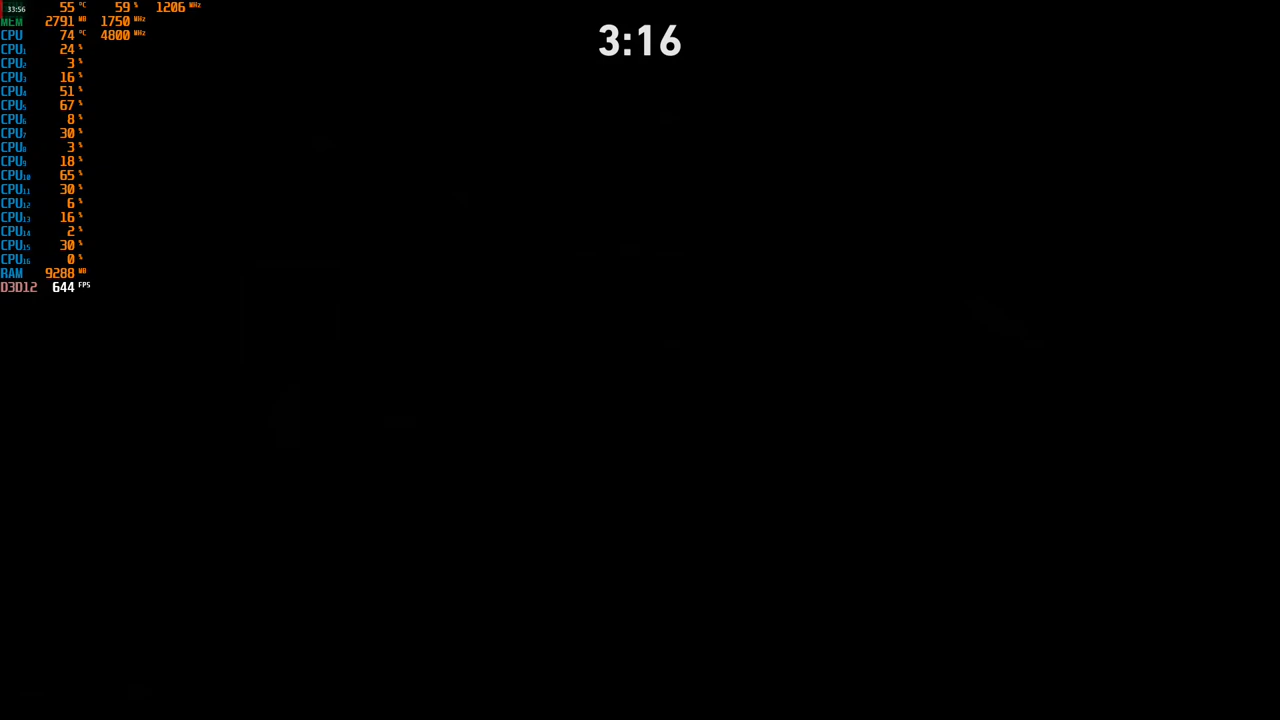 33:56 55 °C 59 % 1206 MHz
MEM 2791 MB 1750 MHz
CPU 74 °C 4800 MHz
CPU1 24 %
CPU2 3 %
CPU3 16 %
CPU4 51 %
CPU5 67 %
CPU6 8 %
CPU7 30 %
CPU8 3 %
CPU9 18 %
CPU10 65 %
CPU11 30 %
CPU12 6 %
CPU13 16 %
CPU14 2 %
CPU15 30 %
CPU16 0 %
RAM 9288 MB
D3D12 644 FPS
3:16